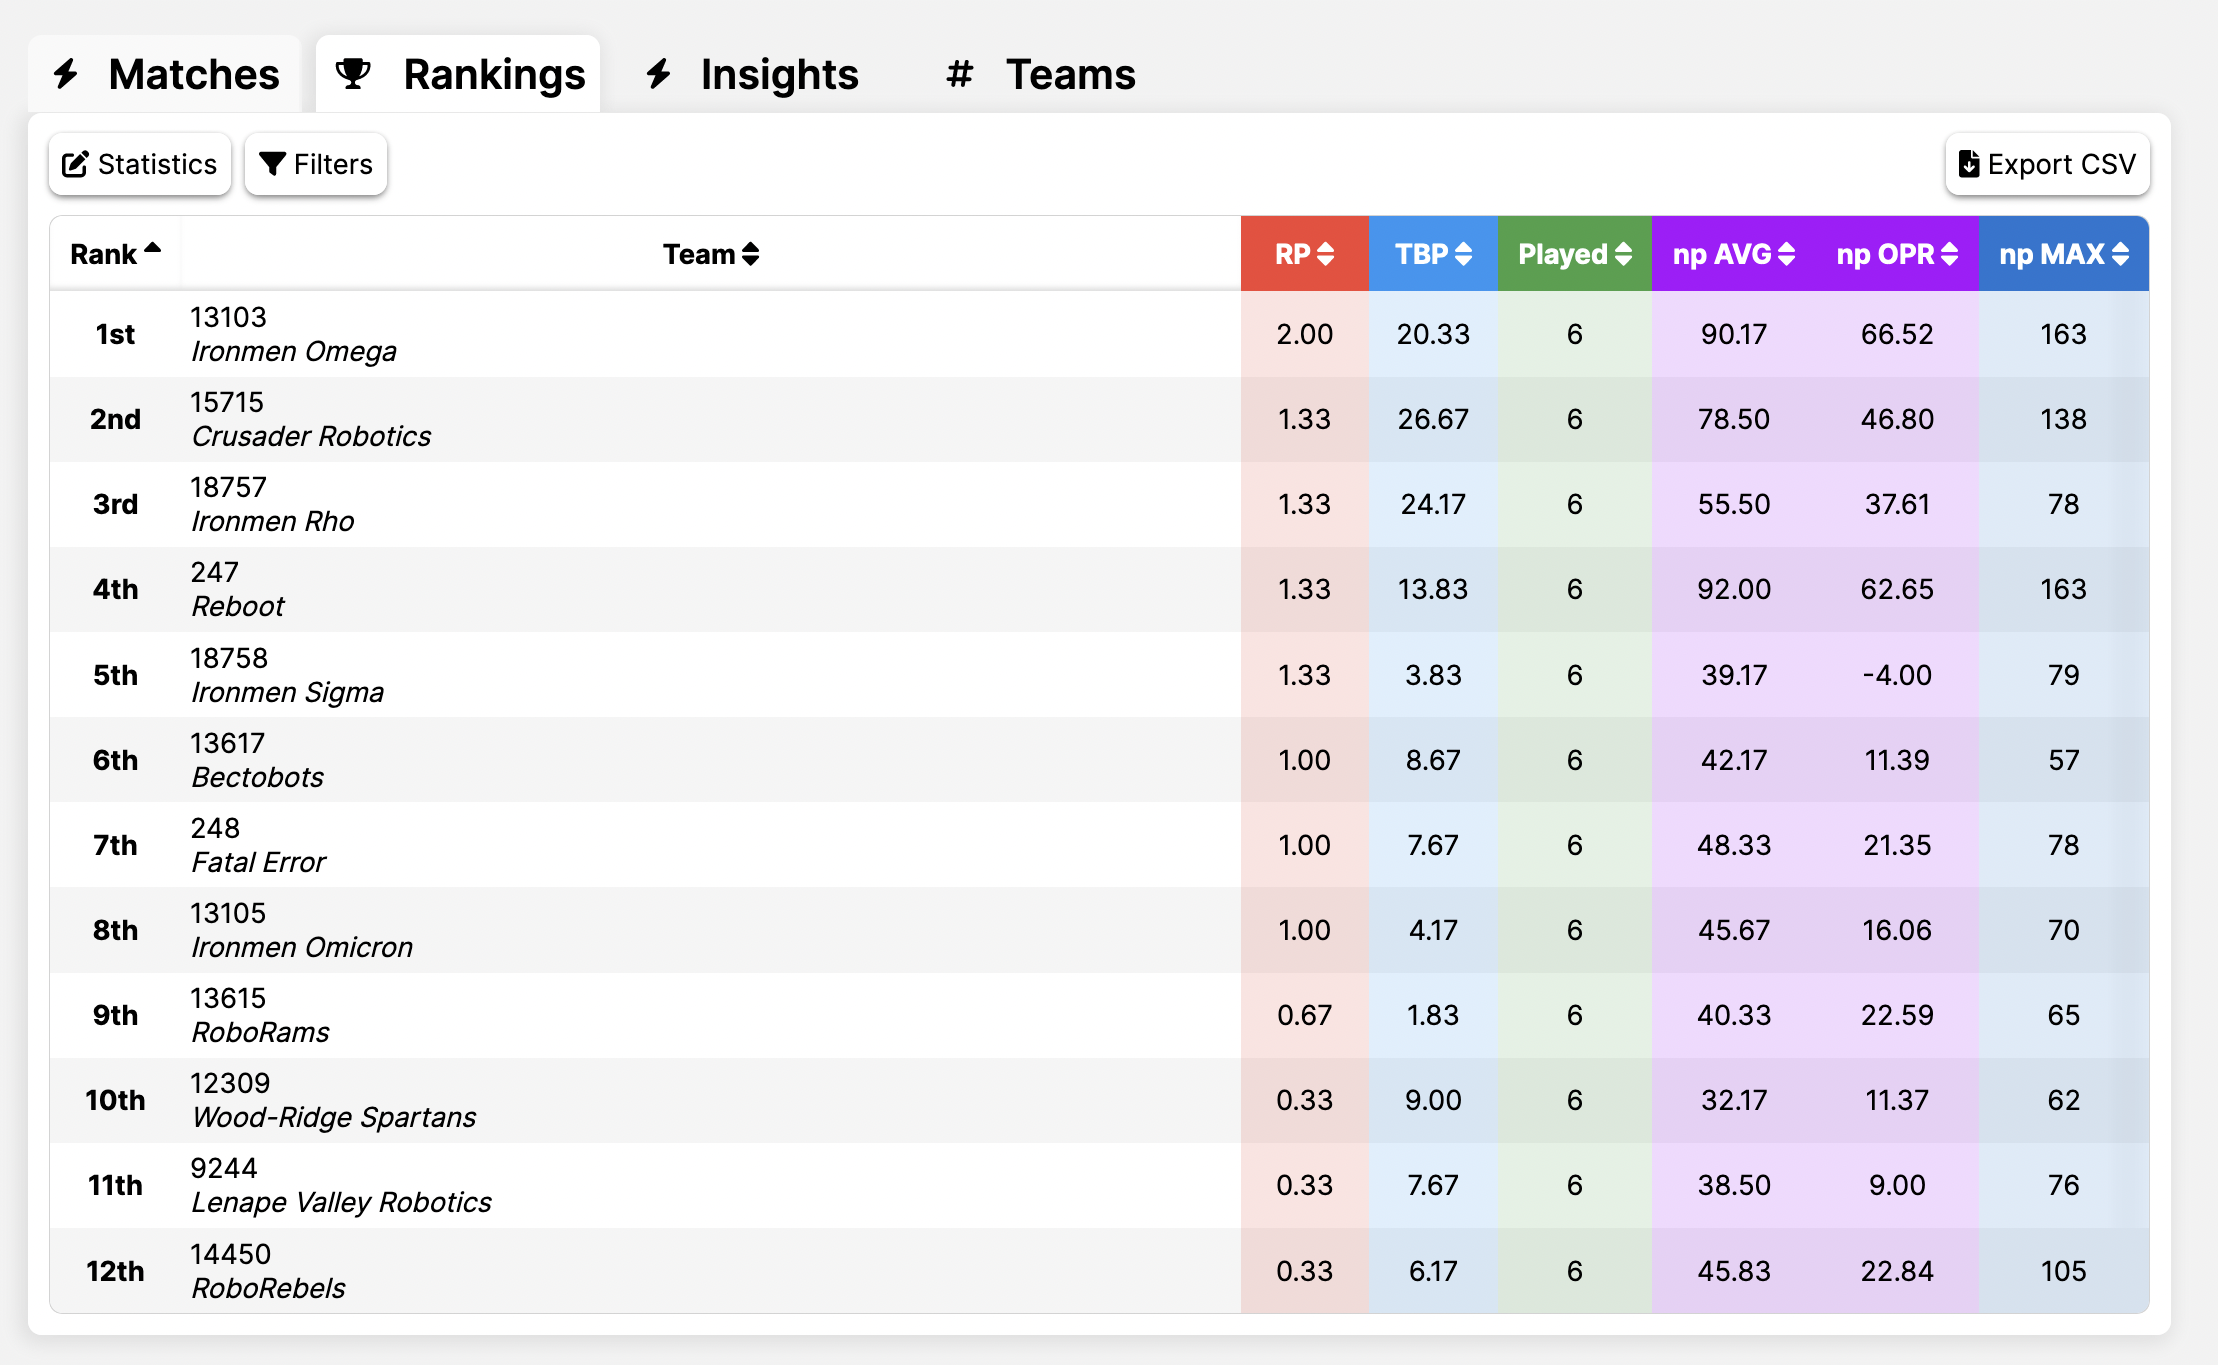 Matches Rankings Insights # Teams
Statistics Filters Export CSV
Rank Team RP TBP Played np AVG np OPR np MAX
1st 13103 Ironmen Omega 2.00 20.33 6 90.17 66.52 163
2nd 15715 Crusader Robotics 1.33 26.67 6 78.50 46.80 138
3rd 18757 Ironmen Rho 1.33 24.17 6 55.50 37.61 78
4th 247 Reboot 1.33 13.83 6 92.00 62.65 163
5th 18758 Ironmen Sigma 1.33 3.83 6 39.17 -4.00 79
6th 13617 Bectobots 1.00 8.67 6 42.17 11.39 57
7th 248 Fatal Error 1.00 7.67 6 48.33 21.35 78
8th 13105 Ironmen Omicron 1.00 4.17 6 45.67 16.06 70
9th 13615 RoboRams 0.67 1.83 6 40.33 22.59 65
10th 12309 Wood-Ridge Spartans 0.33 9.00 6 32.17 11.37 62
11th 9244 Lenape Valley Robotics 0.33 7.67 6 38.50 9.00 76
12th 14450 RoboRebels 0.33 6.17 6 45.83 22.84 105